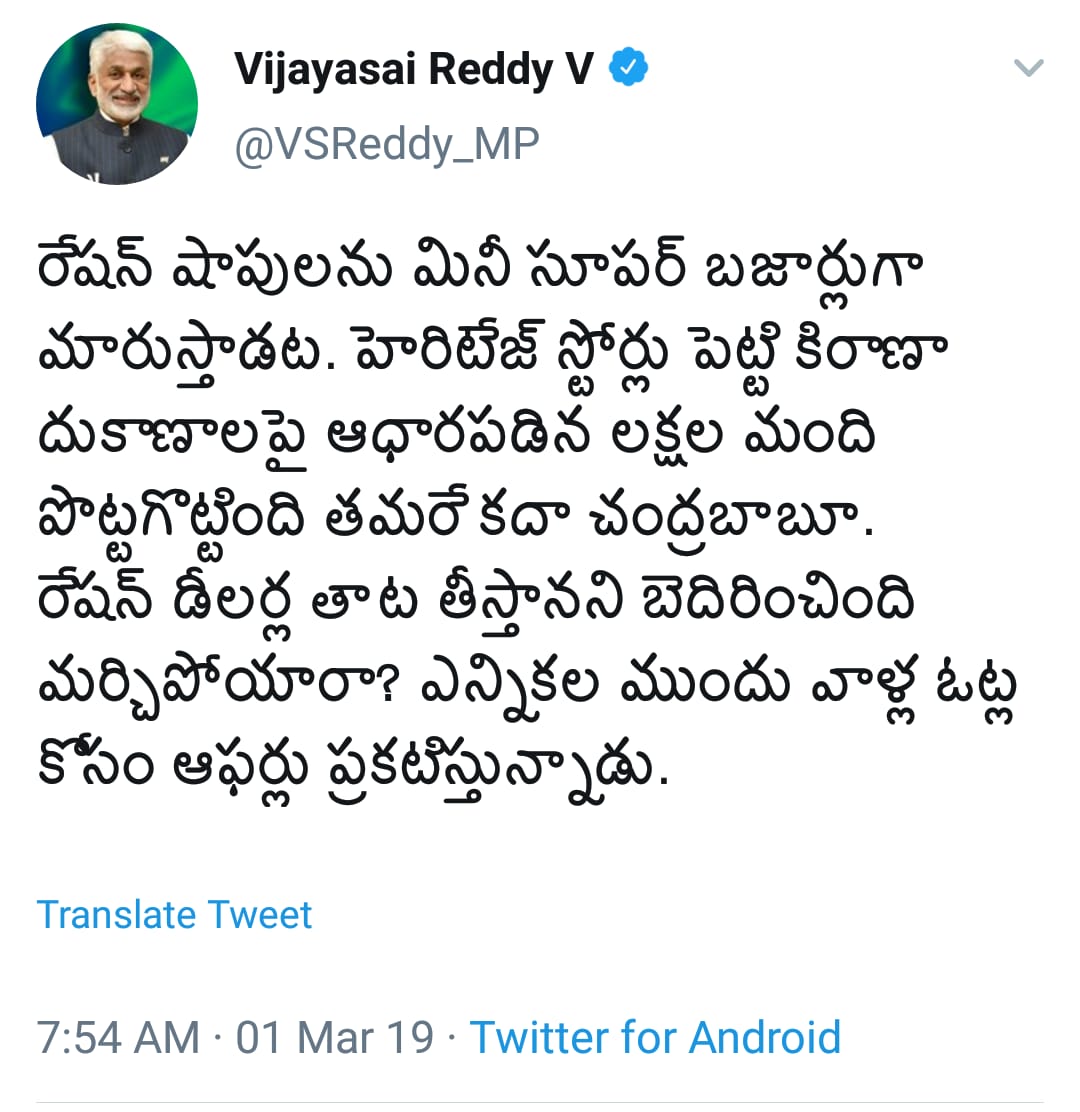 Vijayasai Reddy V
@VSReddy_MP
రేషన్ షాపులను మినీ సూపర్ బజార్లుగా
మారుస్తాడట. హెరిటేజ్ స్టోర్లు పెట్టి కిరాణా
దుకాణాలపై ఆధారపడిన లక్షల మంది
పొట్టగొట్టింది తమరే కదా చంద్రబాబూ.
రేషన్ డీలర్ల తాట తీస్తానని బెదిరించింది
మర్చిపోయారా? ఎన్నికల ముందు వాళ్ల ఓట్ల
కోసం ఆఫర్లు ప్రకటిస్తున్నాడు.
Translate Tweet
7:54 AM · 01 Mar 19 · Twitter for Android